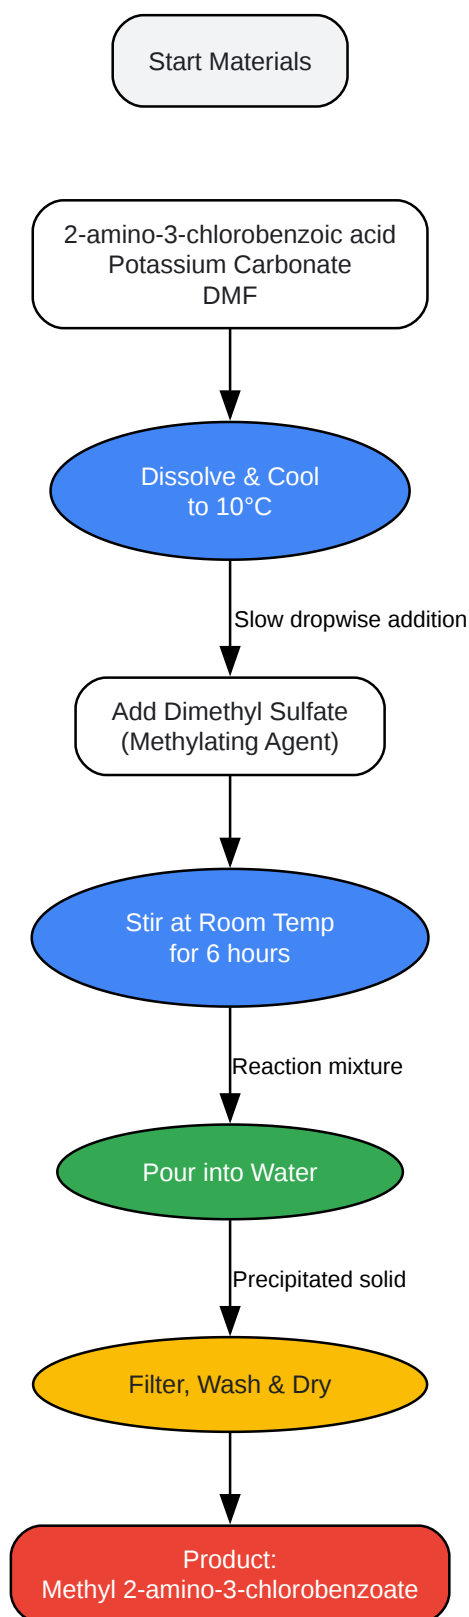 Start Materials
2-amino-3-chlorobenzoic acid
Potassium Carbonate
DMF
Dissolve & Cool
to 10°C
Slow dropwise addition
Add Dimethyl Sulfate
(Methylating Agent)
Stir at Room Temp
for 6 hours
Reaction mixture
Pour into Water
Precipitated solid
Filter, Wash & Dry
Product:
Methyl 2-amino-3-chlorobenzoate